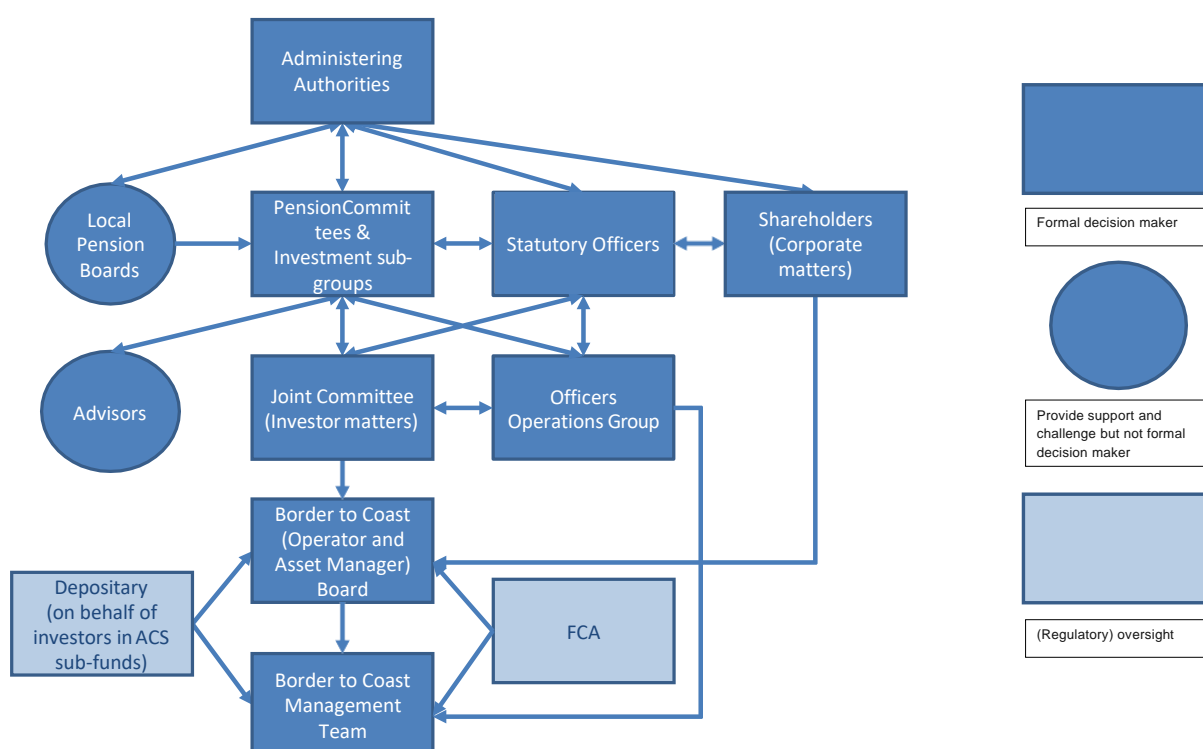 Administering
Authorities
Local
Pension
Boards
PensionCommit
tees &
Investment sub-
groups
Statutory Officers
Shareholders
(Corporate
matters)
Formal decision maker
Advisors
Joint Committee
(Investor matters)
Officers
Operations Group
Provide support and
challenge but not formal
decision maker
Border to Coast
(Operator and
Asset Manager)
Board
Depositary
(on behalf of
investors in ACS
sub-funds)
FCA
(Regulatory) oversight
Border to Coast
Management
Team